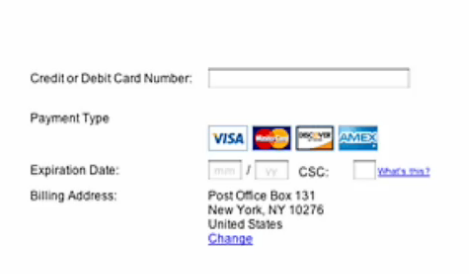 Credit or Debit Card Number:
Payment Type
VISA MasterCard DISCOVER AMEX
Expiration Date: mm / yy CSC: What's this?
Billing Address: Post Office Box 131
New York, NY 10276
United States
Change